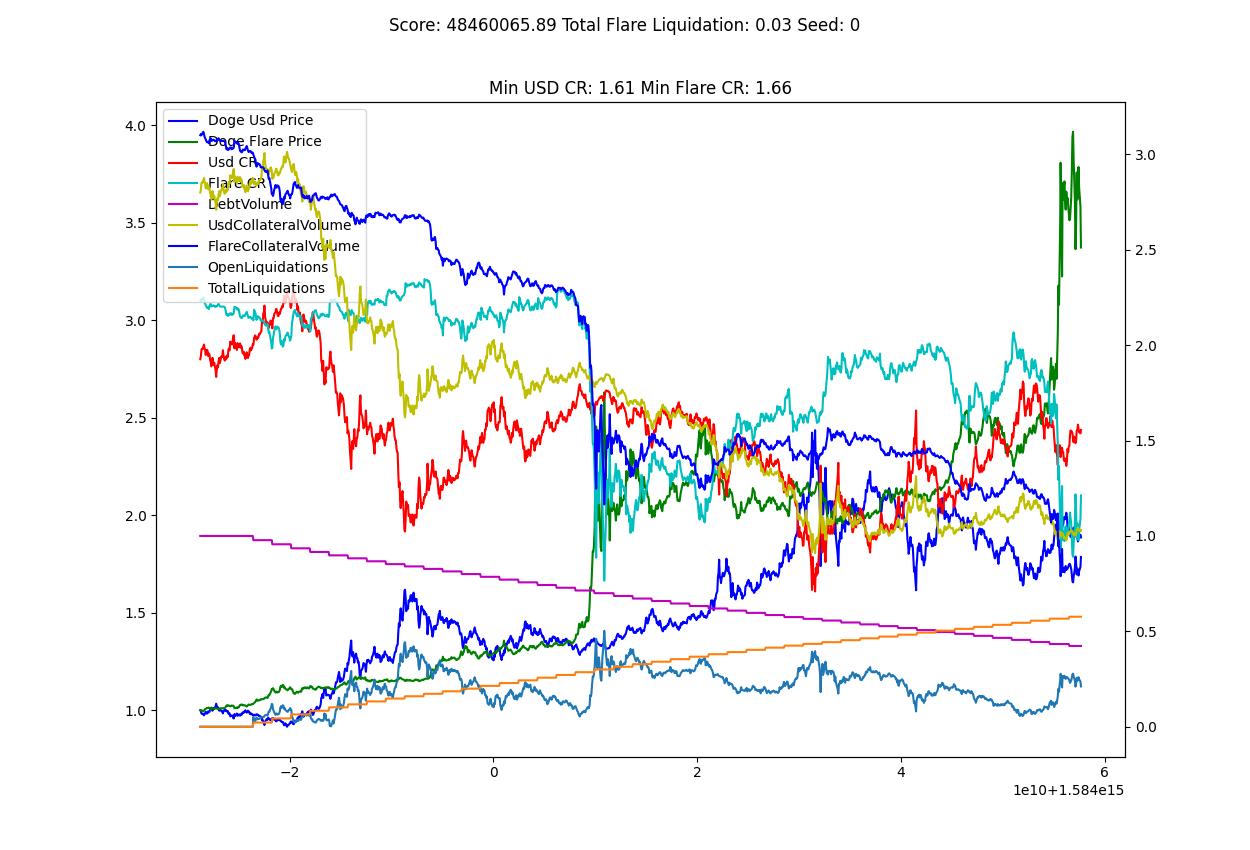 Score: 48460065.89 Total Flare Liquidation: 0.03 Seed: 0
Min USD CR: 1.61 Min Flare CR: 1.66
Doge Usd Price
Doge Flare Price
Usd CR
Flare CR
DebtVolume
UsdCollateralVolume
FlareCollateralVolume
OpenLiquidations
TotalLiquidations
4.0
3.5
3.0
2.5
2.0
1.5
1.0
3.0
2.5
2.0
1.5
1.0
0.5
0.0
−2 0 2 4 6
1e10+1.584e15